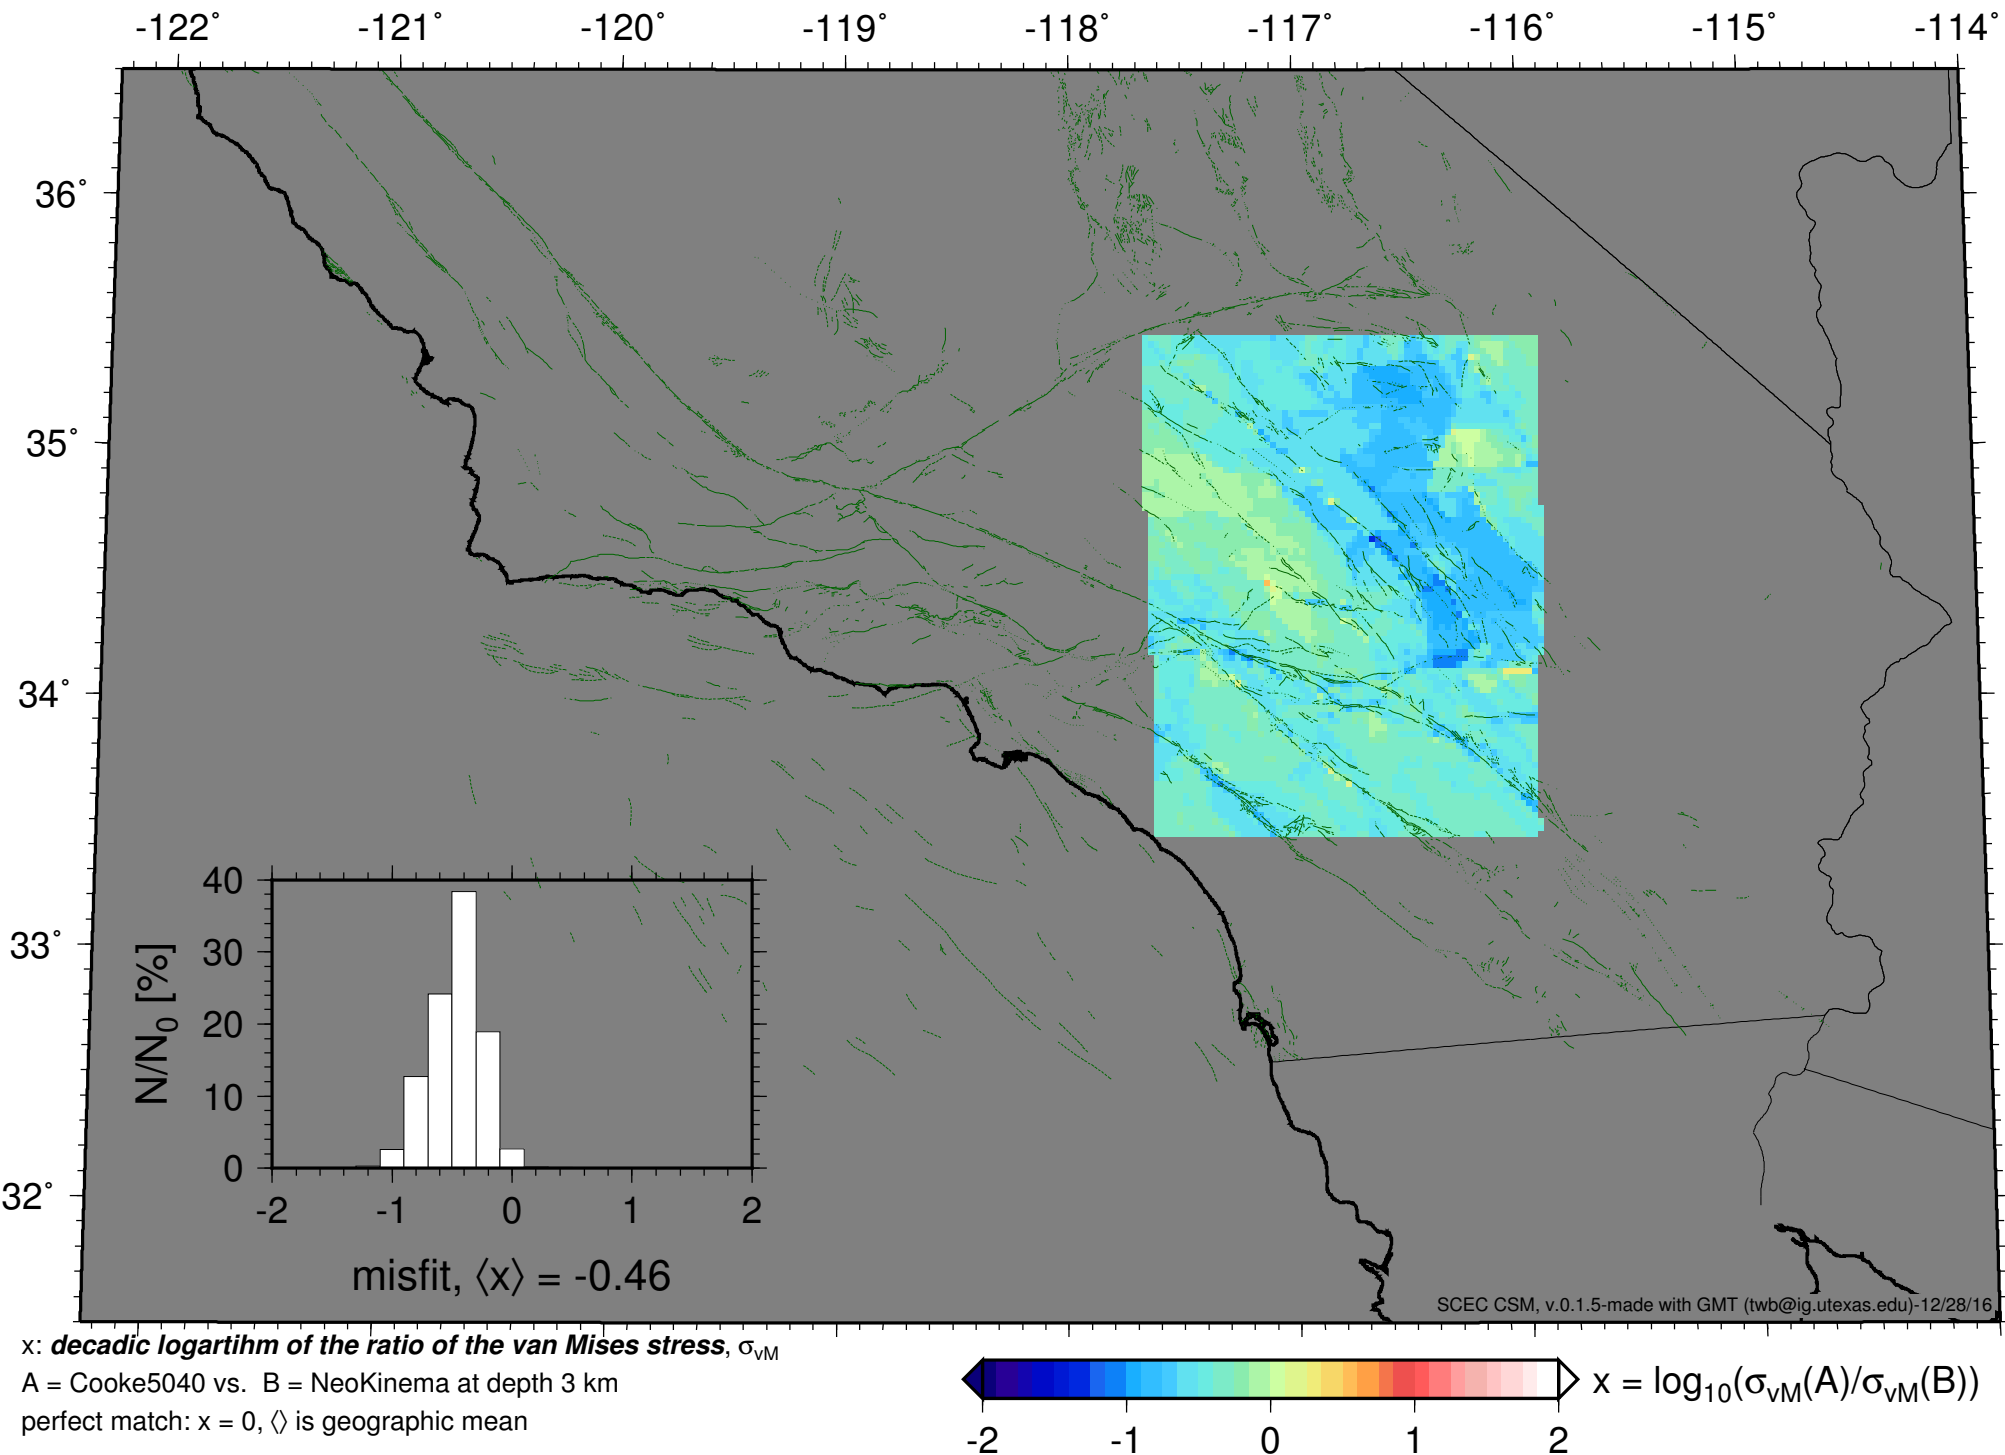 -122° -121° -120° -119° -118° -117° -116° -115° -114°
36°
35°
34°
33°
32°
40
30
20
10
0
N/N0 [%]
-2 -1 0 1 2
misfit, ⟨x⟩ = -0.46
SCEC CSM, v.0.1.5-made with GMT (twb@ig.utexas.edu)-12/28/16
x: decadic logartihm of the ratio of the van Mises stress, σvM
A = Cooke5040 vs. B = NeoKinema at depth 3 km
perfect match: x = 0, ⟨⟩ is geographic mean
x = log10(σvM(A)/σvM(B))
-2 -1 0 1 2